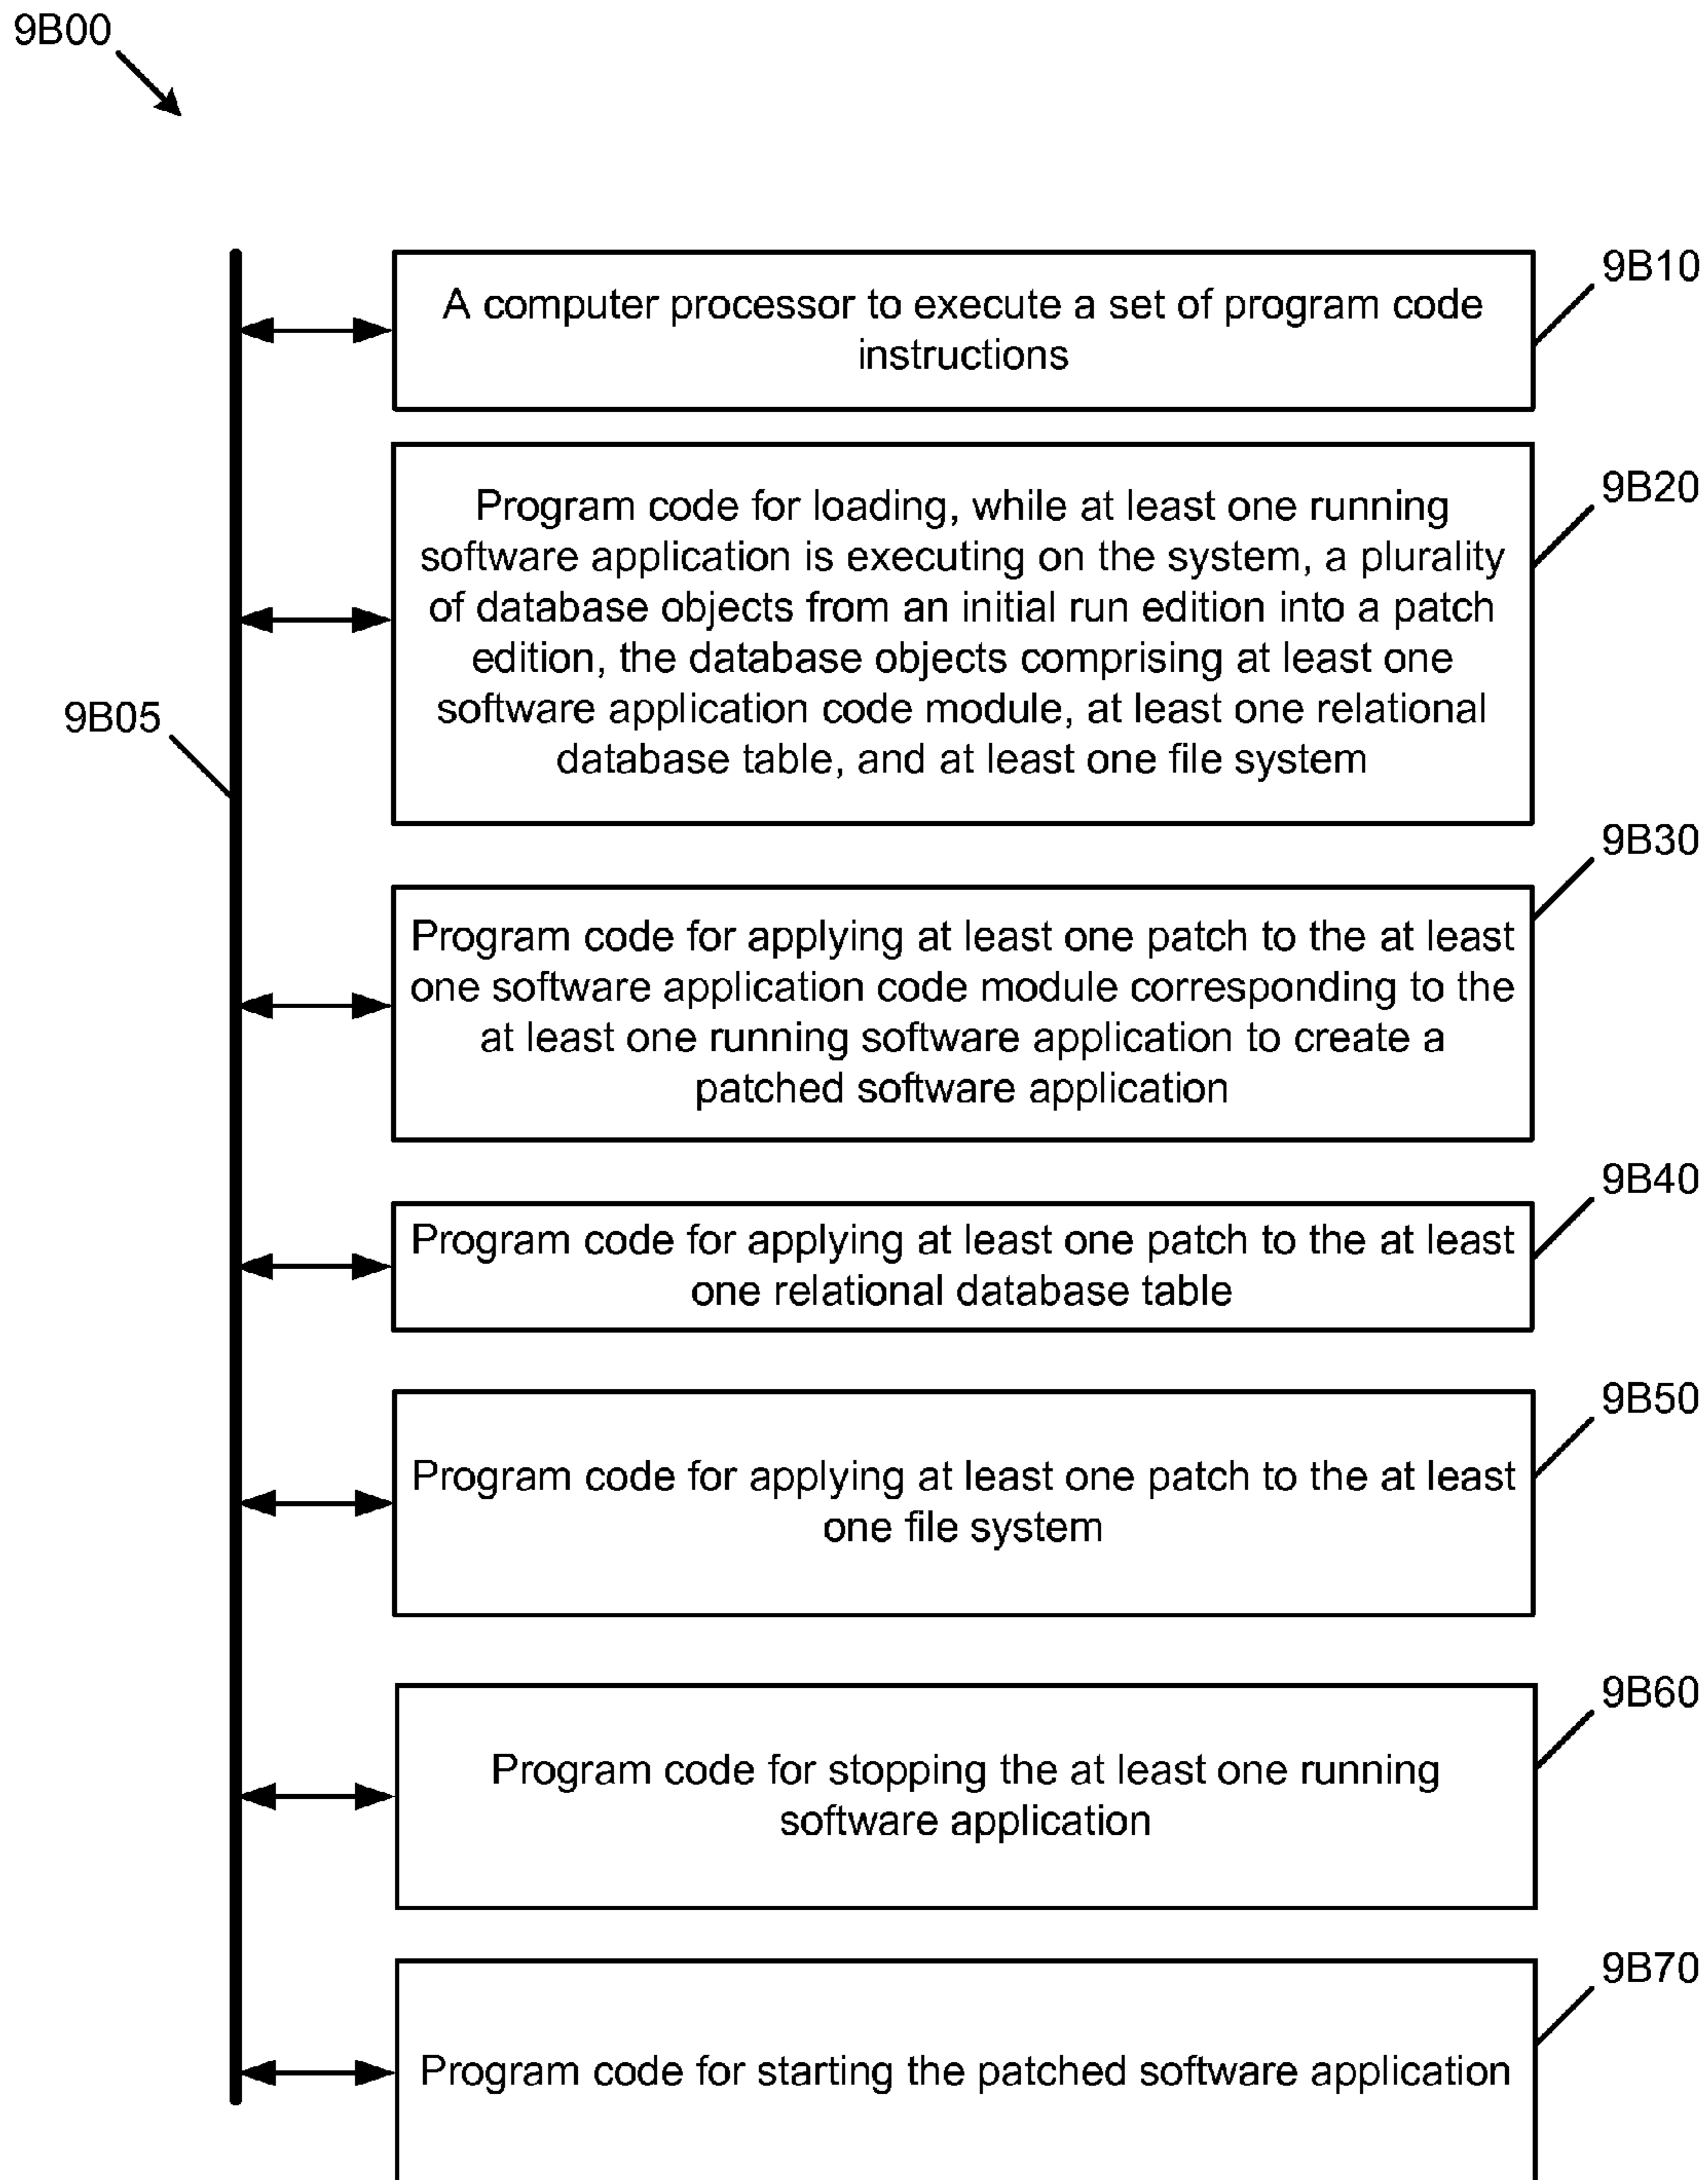 9B00
9B10
A computer processor to execute a set of program code
instructions
9B20
Program code for loading, while at least one running
software application is executing on the system, a plurality
of database objects from an initial run edition into a patch
edition, the database objects comprising at least one
software application code module, at least one relational
database table, and at least one file system
9B05
9B30
Program code for applying at least one patch to the at least
one software application code module corresponding to the
at least one running software application to create a
patched software application
9B40
Program code for applying at least one patch to the at least
one relational database table
9B50
Program code for applying at least one patch to the at least
one file system
9B60
Program code for stopping the at least one running
software application
9B70
Program code for starting the patched software application